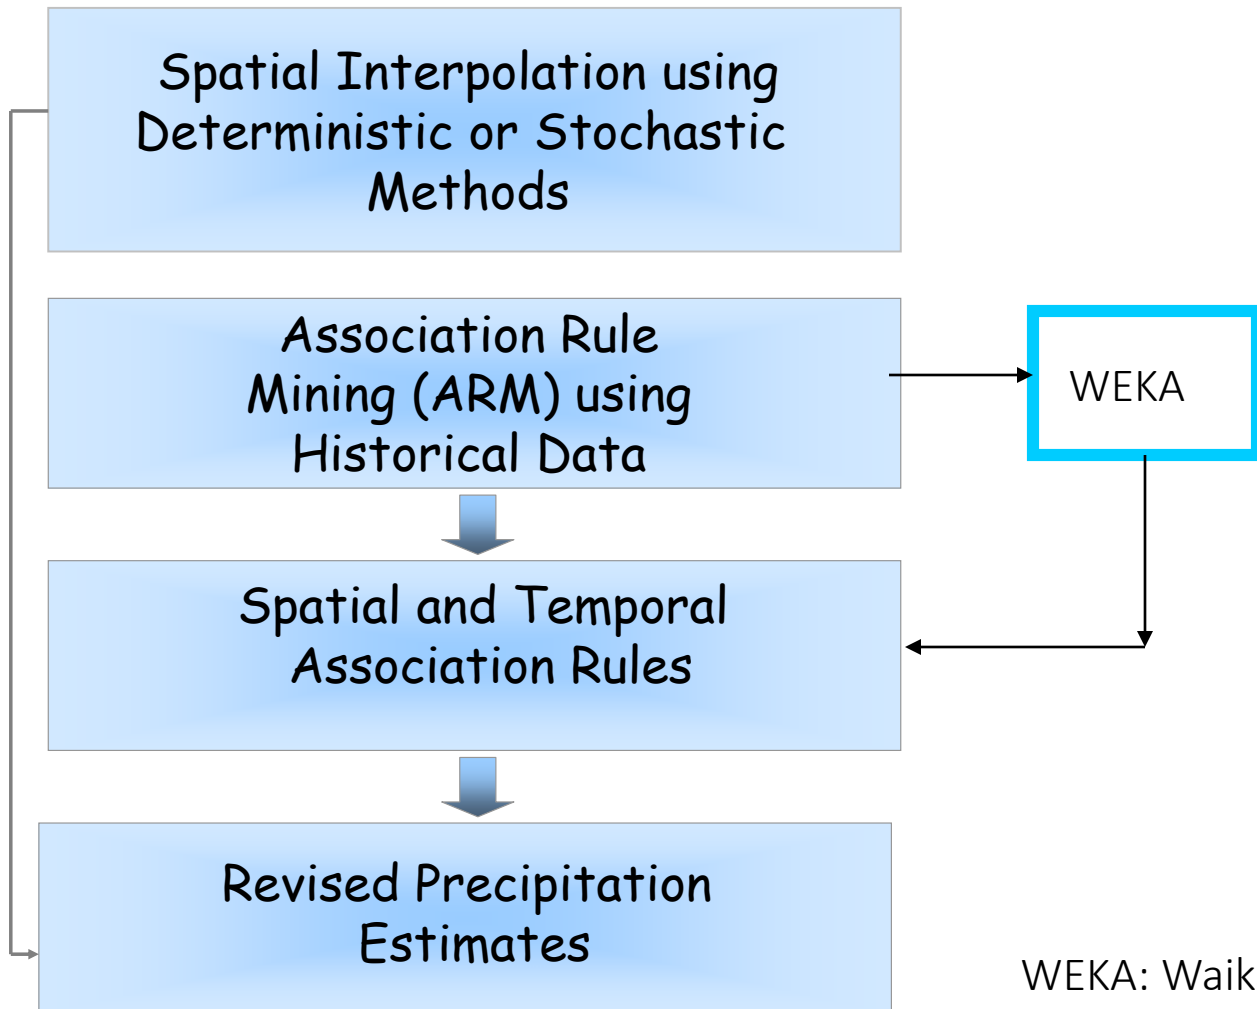 Spatial Interpolation using
Deterministic or Stochastic
Methods
Association Rule
Mining (ARM) using
Historical Data
WEKA
Spatial and Temporal
Association Rules
Revised Precipitation
Estimates
WEKA: Waik